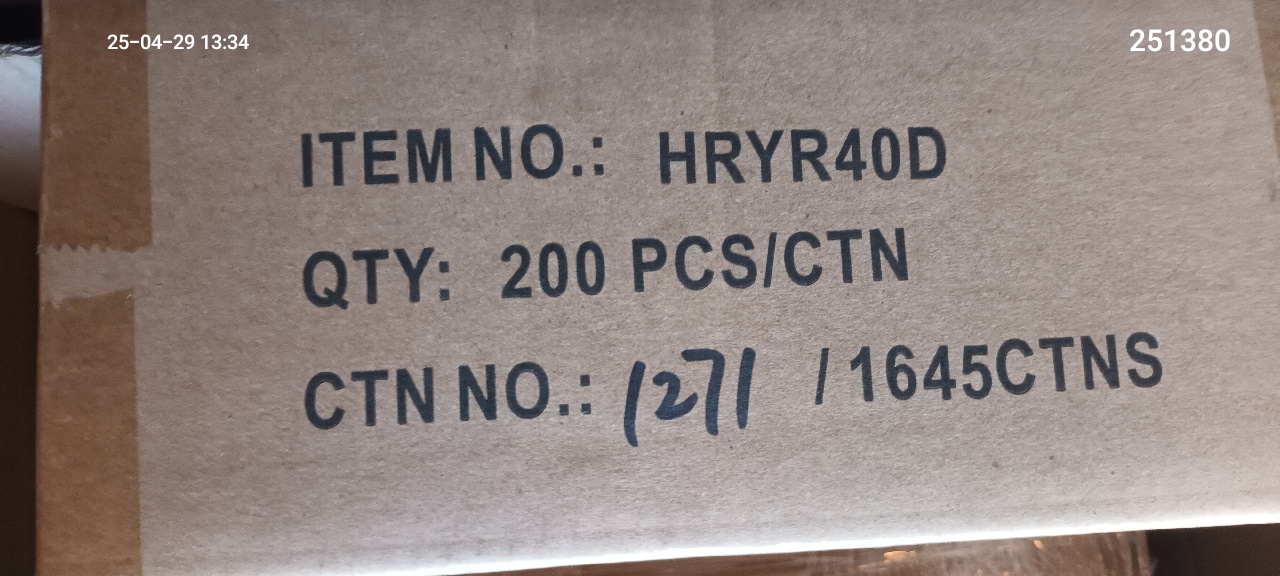 25-04-29 13:34
251380
ITEM NO.: HRYR40D
QTY: 200 PCS/CTN
CTN NO.: 1271 / 1645CTNS